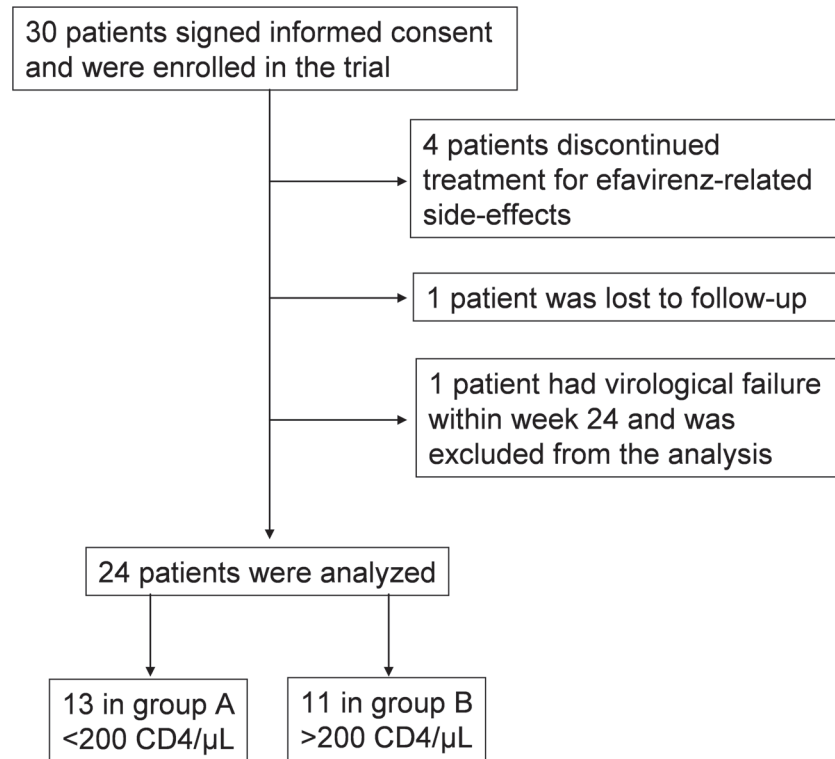 30 patients signed informed consent
and were enrolled in the trial
4 patients discontinued
treatment for efavirenz-related
side-effects
1 patient was lost to follow-up
1 patient had virological failure
within week 24 and was
excluded from the analysis
24 patients were analyzed
13 in group A
<200 CD4/µL
11 in group B
>200 CD4/µL